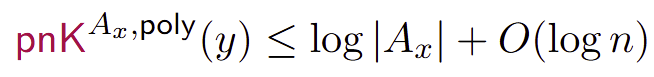 pnK^{A_x,poly}(y) ≤ log |A_x| + O(log n)